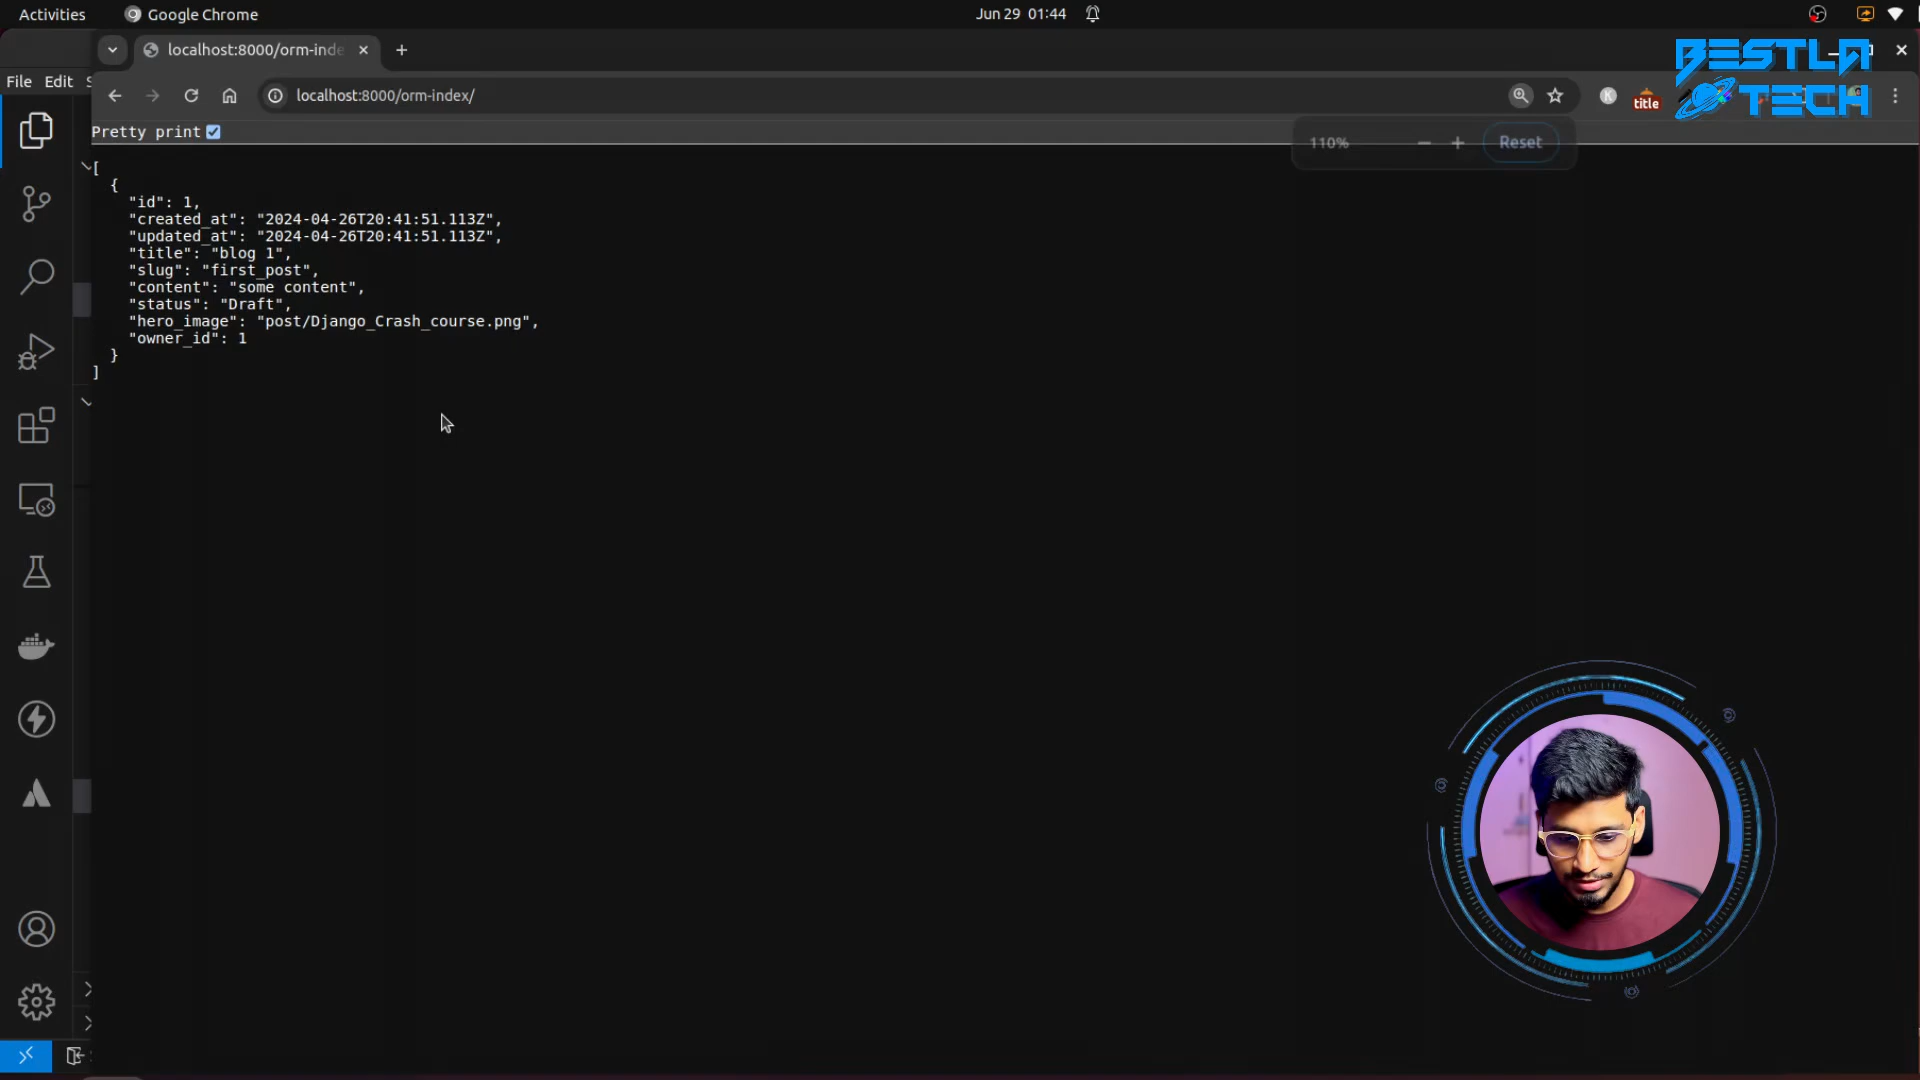 Activities
Google Chrome
Jun 29 01:44
localhost:8000/orm-inde
File Edit
localhost:8000/orm-index/
title
BESTLA
TECH
Pretty print
110%
Reset
[
{
"id": 1,
"created_at": "2024-04-26T20:41:51.113Z",
"updated_at": "2024-04-26T20:41:51.113Z",
"title": "blog 1",
"slug": "first_post",
"content": "some content",
"status": "Draft",
"hero_image": "post/Django_Crash_course.png",
"owner_id": 1
}
]